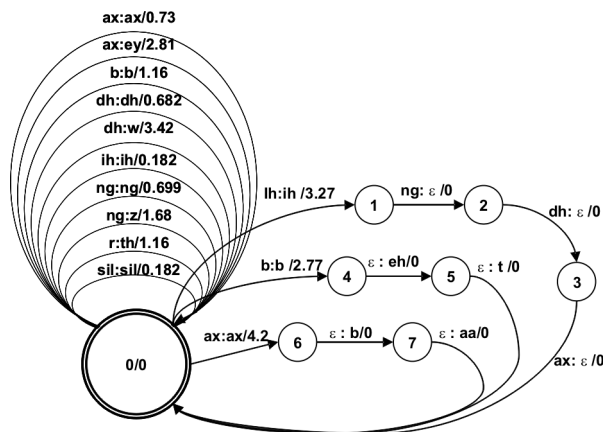 ax:ax/0.73
ax:ey/2.81
b:b/1.16
dh:dh/0.682
dh:w/3.42
ih:ih/0.182
ng:ng/0.699
ng:z/1.68
r:th/1.16
sil:sil/0.182
0/0
Ih:ih /3.27
1
ng: ε /0
2
dh: ε /0
3
b:b /2.77
4
ε : eh/0
5
ε : t /0
ax:ax/4.2
6
ε : b/0
7
ε : aa/0
ax: ε /0